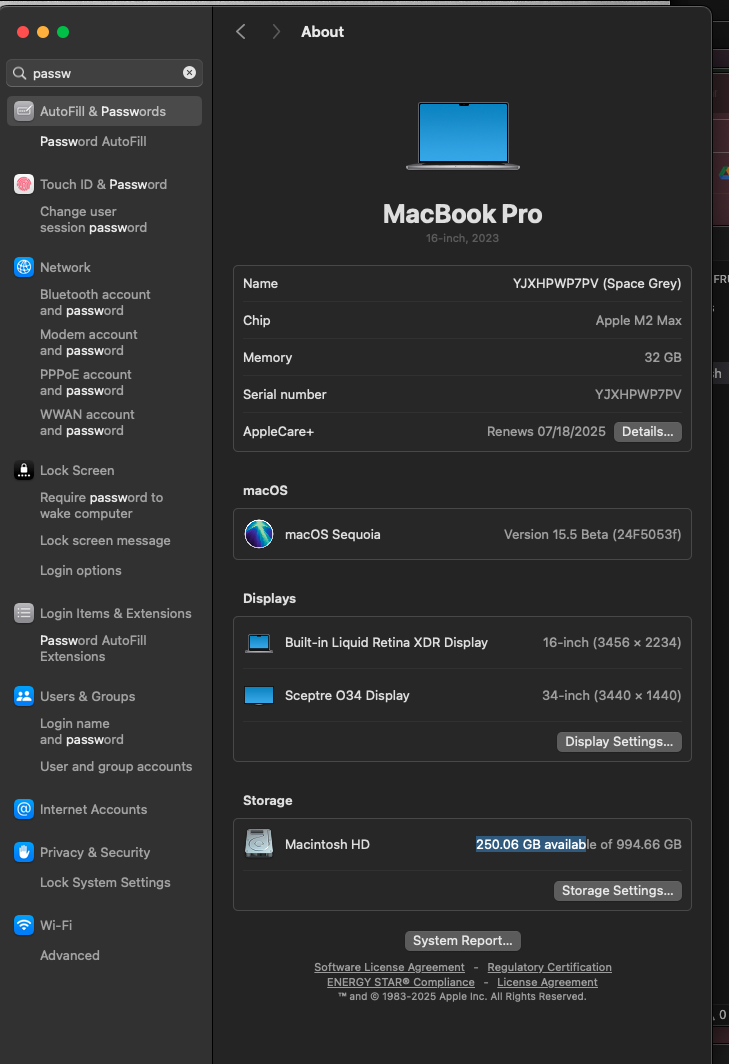 passw
AutoFill & Passwords
Password AutoFill
Touch ID & Password
Change user
session password
Network
Bluetooth account
and password
Modem account
and password
PPPoE account
and password
WWAN account
and password
Lock Screen
Require password to
wake computer
Lock screen message
Login options
Login Items & Extensions
Password AutoFill
Extensions
Users & Groups
Login name
and password
User and group accounts
Internet Accounts
Privacy & Security
Lock System Settings
Wi-Fi
Advanced
About
MacBook Pro
16-inch, 2023
Name YJXHPWP7PV (Space Grey)
Chip Apple M2 Max
Memory 32 GB
Serial number YJXHPWP7PV
AppleCare+ Renews 07/18/2025 Details...
macOS
macOS Sequoia Version 15.5 Beta (24F5053f)
Displays
Built-in Liquid Retina XDR Display 16-inch (3456 × 2234)
Sceptre O34 Display 34-inch (3440 × 1440)
Display Settings...
Storage
Macintosh HD 250.06 GB available of 994.66 GB
Storage Settings...
System Report...
Software License Agreement - Regulatory Certification
ENERGY STAR® Compliance - License Agreement
™ and © 1983-2025 Apple Inc. All Rights Reserved.
FRU
sh
, 0